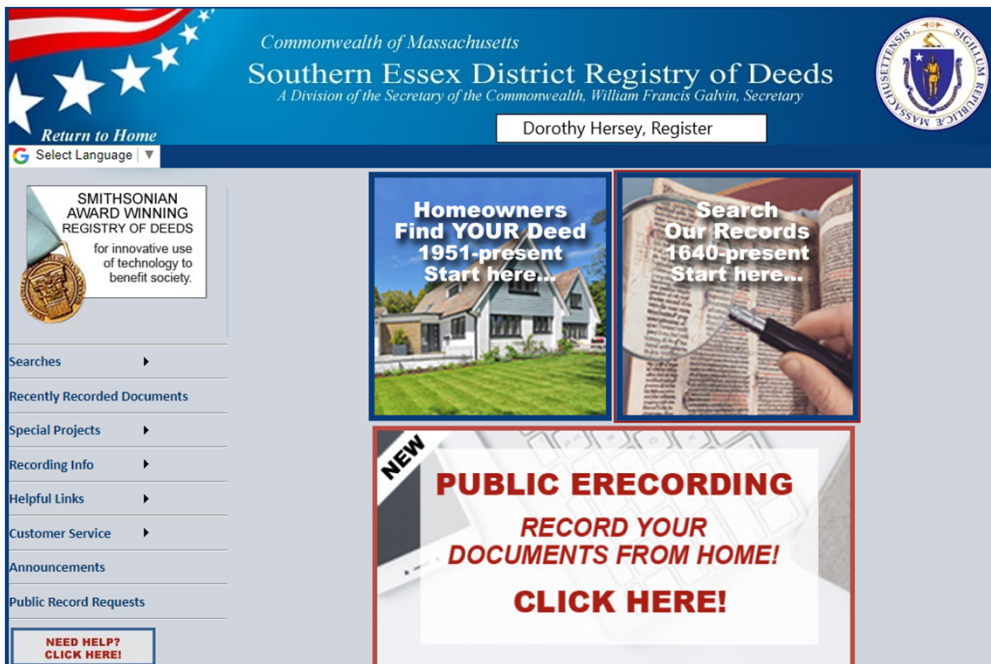 Commonwealth of Massachusetts
Southern Essex District Registry of Deeds
A Division of the Secretary of the Commonwealth, William Francis Galvin, Secretary
Return to Home
Dorothy Hersey, Register
SIGILLUM REIPUBLICÆ MASSACHUSETTENSIS
G Select Language ▼
SMITHSONIAN
AWARD WINNING
REGISTRY OF DEEDS
for innovative use
of technology to
benefit society.
Homeowners
Find YOUR Deed
1951-present
Start here...
Search
Our Records
1640-present
Start here...
Searches
Recently Recorded Documents
Special Projects
Recording Info
Helpful Links
Customer Service
Announcements
Public Record Requests
NEED HELP?
CLICK HERE!
NEW
PUBLIC ERECORDING
RECORD YOUR
DOCUMENTS FROM HOME!
CLICK HERE!